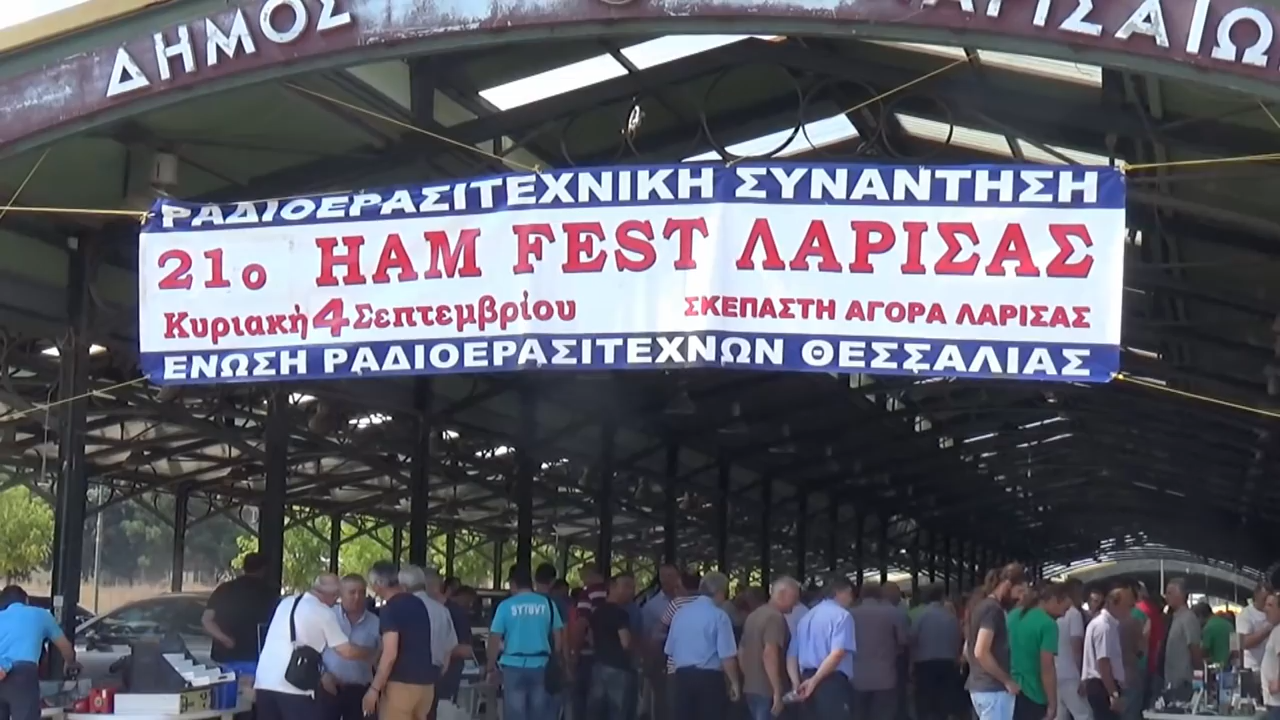 ΔΗΜΟΣ
ΡΑΔΙΟΕΡΑΣΙΤΕΧΝΙΚΗ ΣΥΝΑΝΤΗΣΗ
21ο HAM FEST ΛΑΡΙΣΑΣ
Κυριακή 4 Σεπτεμβρίου ΣΚΕΠΑΣΤΗ ΑΓΟΡΑ ΛΑΡΙΣΑΣ
ΕΝΩΣΗ ΡΑΔΙΟΕΡΑΣΙΤΕΧΝΩΝ ΘΕΣΣΑΛΙΑΣ